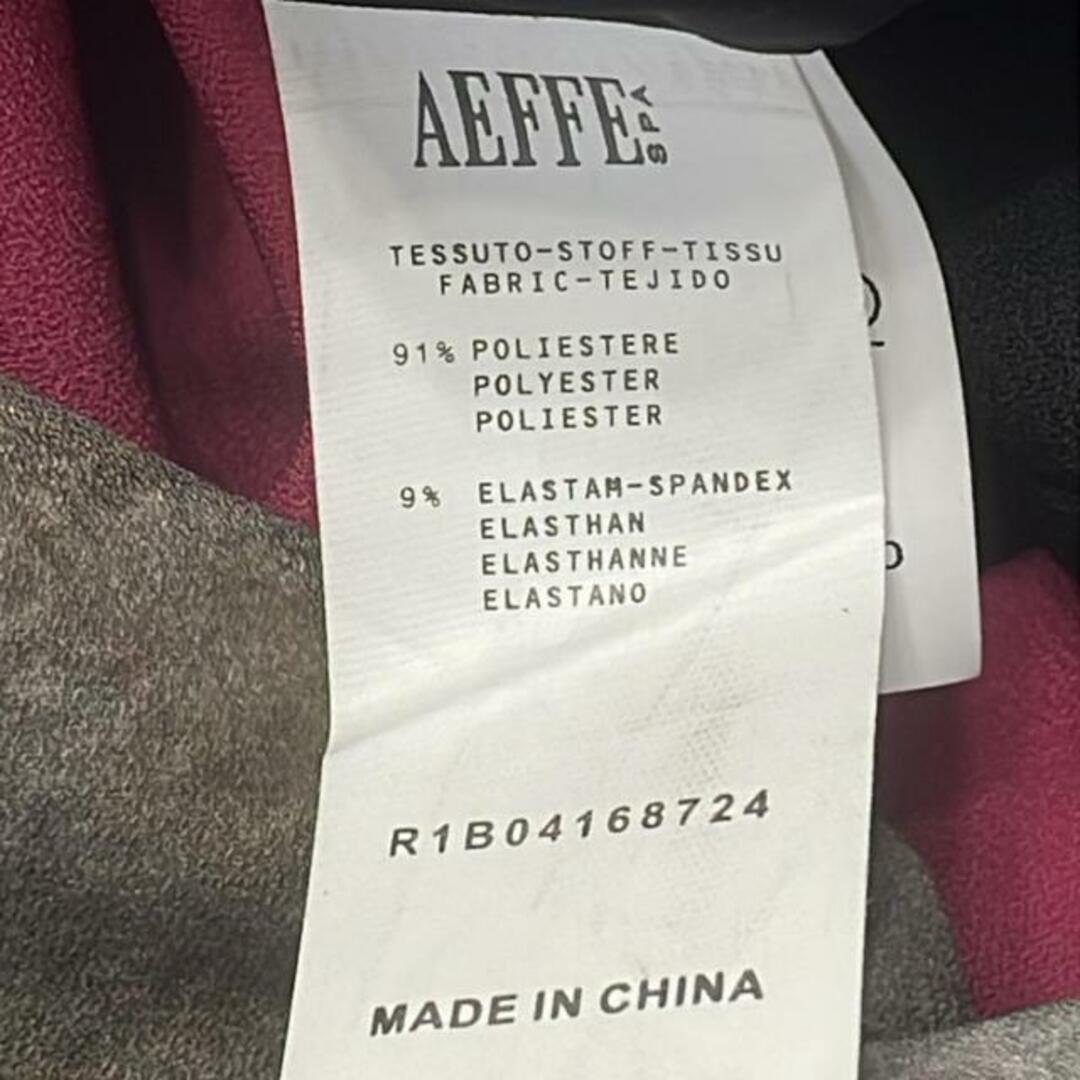 AEFFE SPA
TESSUTO-STOFF-TISSU
FABRIC-TEJIDO
91% POLIESTERE
POLYESTER
POLIESTER
9% ELASTAM-SPANDEX
ELASTHAN
ELASTHANNE
ELASTANO
R1B04168724
MADE IN CHINA